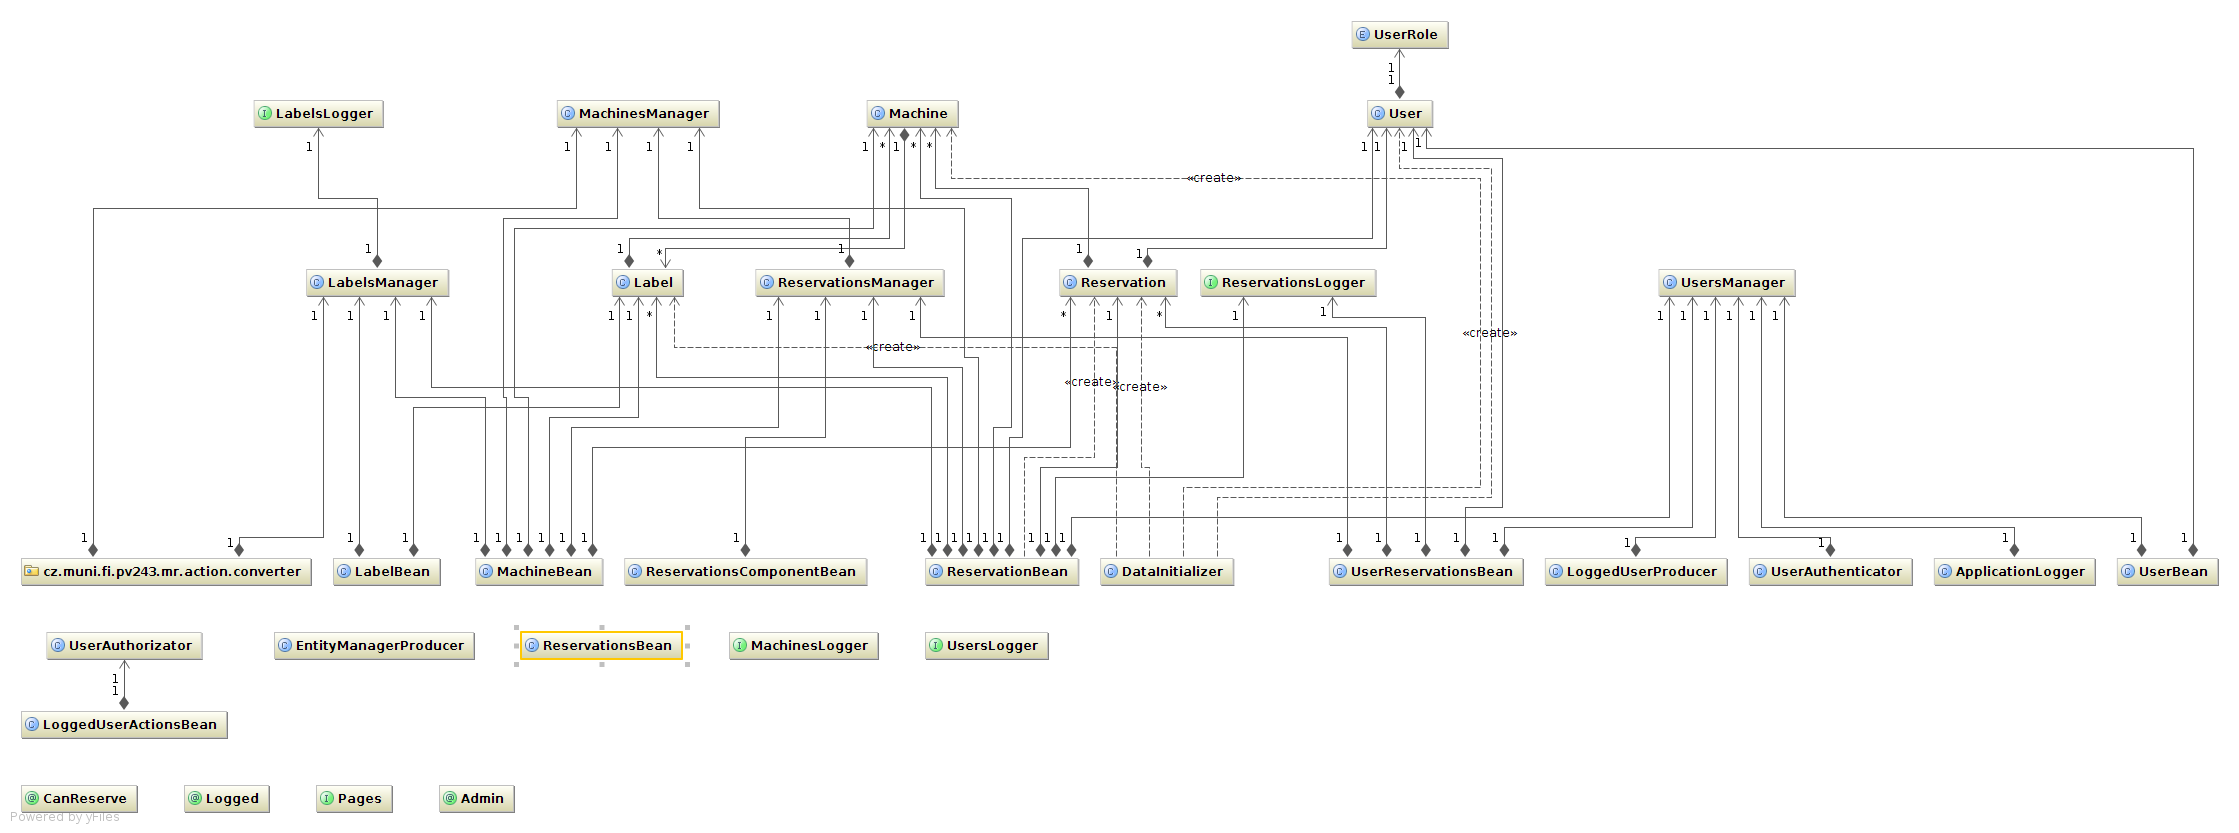 UserRole
1
1
LabelsLogger
MachinesManager
Machine
User
1
1 1 1 1
1 * 1 * *
1 1 1 1
«create»
1
1
*
1
1
1
LabelsManager
Label
ReservationsManager
Reservation
ReservationsLogger
UsersManager
1 1 1 1
1 1 *
1 1 1 1
* 1 *
1 1
1 1 1 1 1 1
«create»
«create»
«create»
«create»
1 1 1 1
1 1 1 1 1
1
1 1 1 1 1 1 1 1 1
1 1 1 1 1
1 1 1 1 1
cz.muni.fi.pv243.mr.action.converter
LabelBean
MachineBean
ReservationsComponentBean
ReservationBean
DataInitializer
UserReservationsBean
LoggedUserProducer
UserAuthenticator
ApplicationLogger
UserBean
UserAuthorizator
EntityManagerProducer
ReservationsBean
MachinesLogger
UsersLogger
1
1
LoggedUserActionsBean
CanReserve
Logged
Pages
Admin
Powered by yFiles